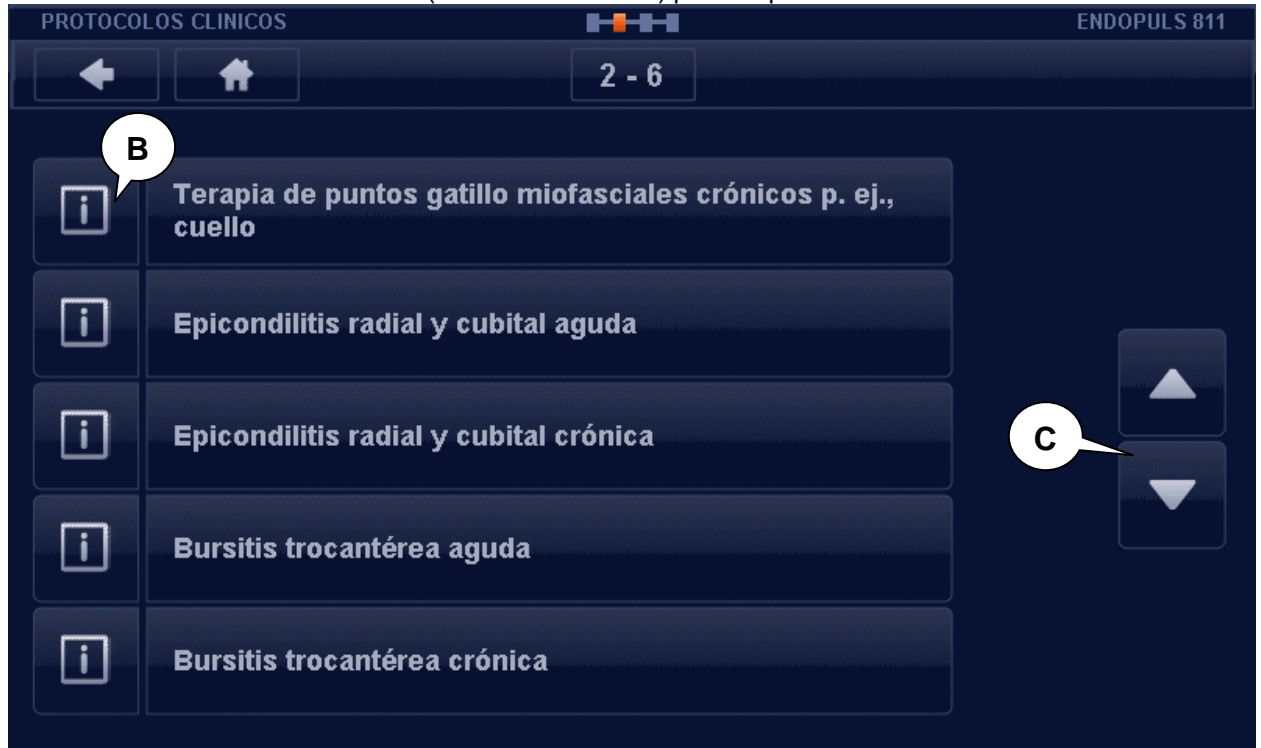 PROTOCOLOS CLINICOS
ENDOPULS 811
2 - 6
B
Terapia de puntos gatillo miofasciales crónicos p. ej.,
cuello
Epicondilitis radial y cubital aguda
Epicondilitis radial y cubital crónica
C
Bursitis trocantérea aguda
Bursitis trocantérea crónica